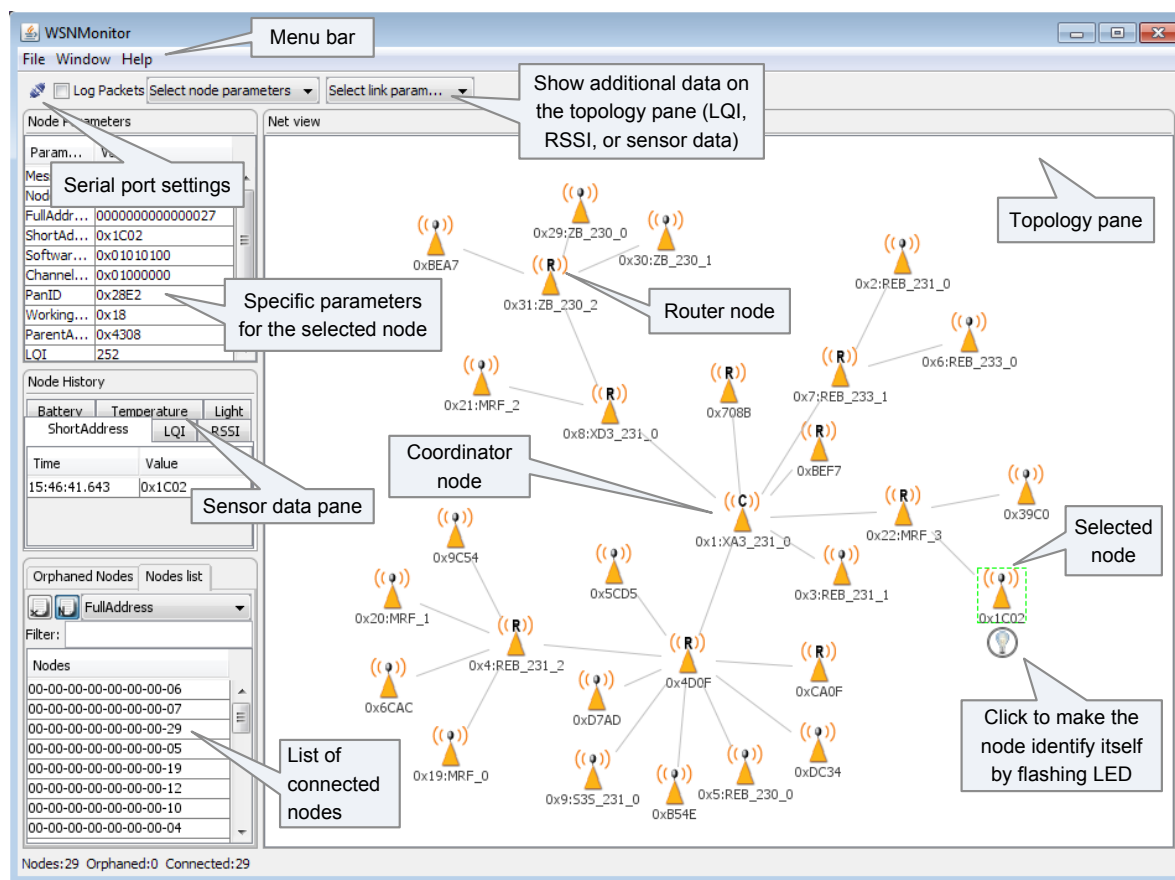 WSNMonitor
Menu bar
File Window Help
Log Packets Select node parameters Select link param...
Show additional data on
the topology pane (LQI,
RSSI, or sensor data)
Node Parameters
Net view
Param...
Serial port settings
FullAddr... 0000000000000027
ShortAd... 0x1C02
Softwar... 0x01010100
Channel... 0x01000000
PanID 0x28E2
Working... 0x18
ParentA... 0x4308
LQI 252
Specific parameters
for the selected node
Topology pane
Router node
Node History
Battery Temperature Light
ShortAddress LQI RSSI
Time Value
15:46:41.643 0x1C02
Sensor data pane
Coordinator
node
Selected
node
Orphaned Nodes Nodes list
FullAddress
Filter:
Nodes
00-00-00-00-00-00-00-06
00-00-00-00-00-00-00-07
00-00-00-00-00-00-00-29
00-00-00-00-00-00-00-05
00-00-00-00-00-00-00-19
00-00-00-00-00-00-00-12
00-00-00-00-00-00-00-10
00-00-00-00-00-00-00-04
List of
connected
nodes
Click to make the
node identify itself
by flashing LED
0x29:ZB_230_0
0xBEA7
R
0x30:ZB_230_1
0x31:ZB_230_2
0x2:REB_231_0
0x6:REB_233_0
R
0x7:REB_233_1
0x21:MRF_2
R
0x8:XD3_231_0
R
0x708B
R
0xBEF7
C
0x1:XA3_231_0
R
0x22:MRF_3
0x39C0
0x1C02
0x3:REB_231_1
0x9C54
0x5CD5
0x20:MRF_1
R
0x4:REB_231_2
R
0x4D0F
R
0xCA0F
0x6CAC
0xD7AD
0x19:MRF_0
0x9:S3S_231_0
0xB54E
0x5:REB_230_0
0xDC34
Nodes:29 Orphaned:0 Connected:29